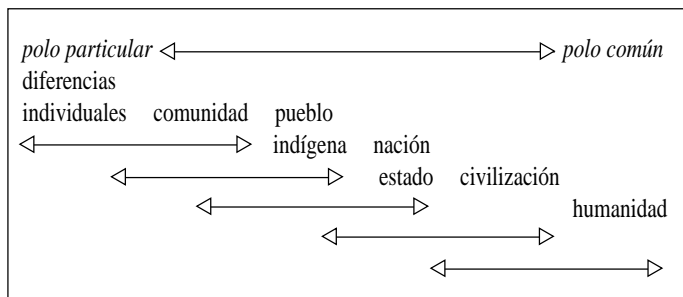 polo particular polo común
diferencias
individuales comunidad pueblo
indígena nación
estado civilización
humanidad